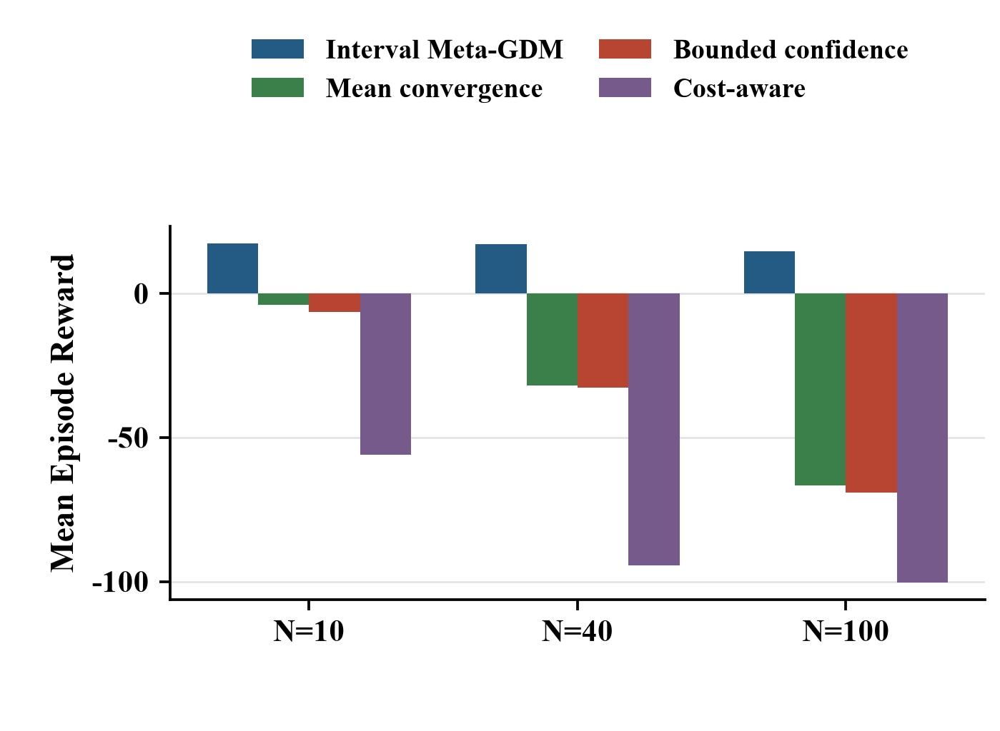 Interval Meta-GDM
Bounded confidence
Mean convergence
Cost-aware
Mean Episode Reward
0
-50
-100
N=10
N=40
N=100